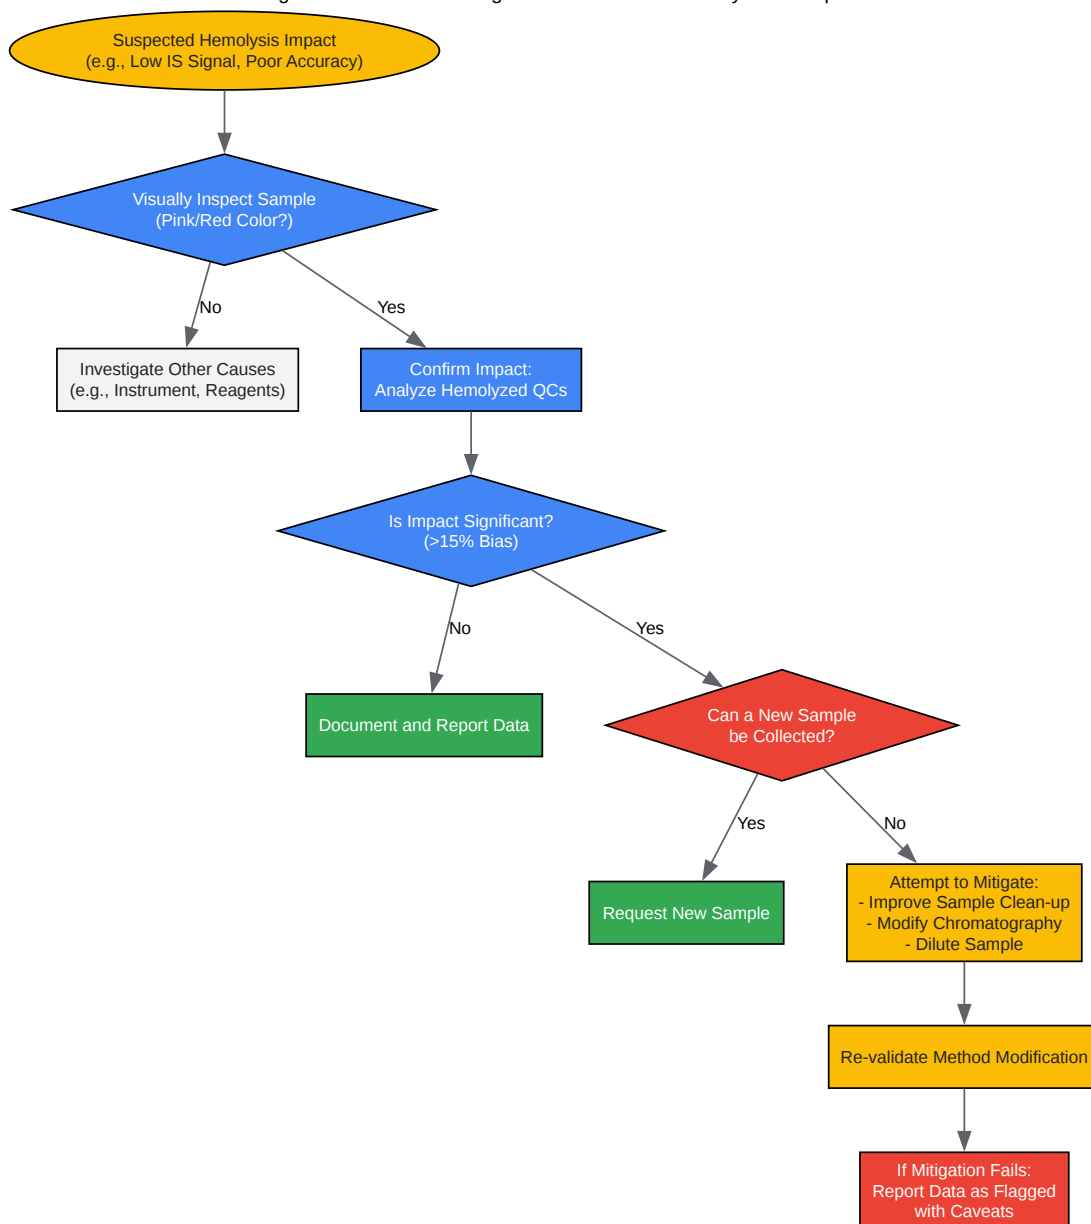 Suspected Hemolysis Impact
(e.g., Low IS Signal, Poor Accuracy)
Visually Inspect Sample
(Pink/Red Color?)
No
Yes
Investigate Other Causes
(e.g., Instrument, Reagents)
Confirm Impact:
Analyze Hemolyzed QCs
Is Impact Significant?
(>15% Bias)
No
Yes
Document and Report Data
Can a New Sample
be Collected?
Yes
No
Request New Sample
Attempt to Mitigate:
- Improve Sample Clean-up
- Modify Chromatography
- Dilute Sample
Re-validate Method Modification
If Mitigation Fails:
Report Data as Flagged
with Caveats